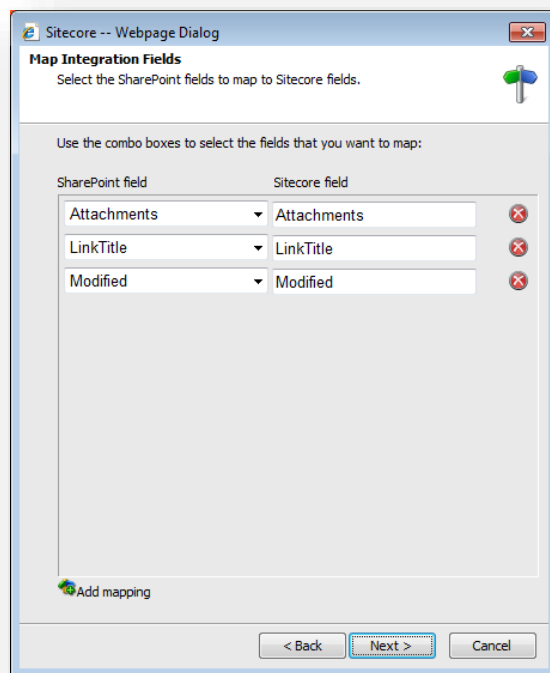 Sitecore -- Webpage Dialog
Map Integration Fields
Select the SharePoint fields to map to Sitecore fields.
Use the combo boxes to select the fields that you want to map:
SharePoint field Sitecore field
Attachments Attachments
LinkTitle LinkTitle
Modified Modified
Add mapping
< Back Next > Cancel